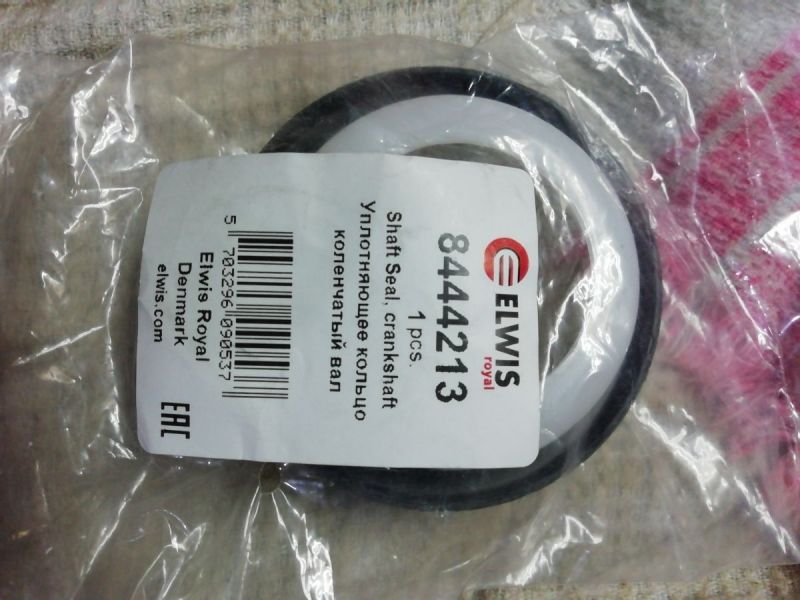 ELWIS
royal
8444213
1 pcs.
Shaft Seal, crankshaft
Уплотняющее кольцо
коленчатый вал
5 703296 090537
Elwis Royal
Denmark
elwis.com
EAC